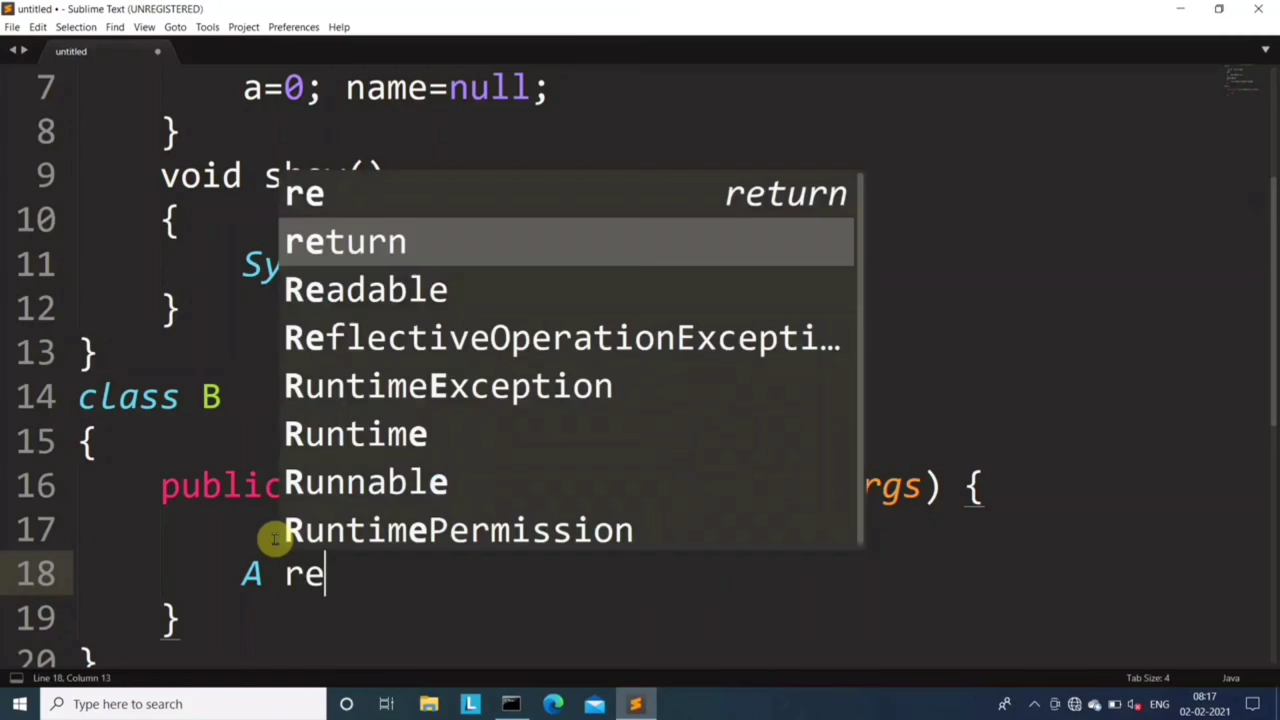 untitled • - Sublime Text (UNREGISTERED)
File Edit Selection Find View Goto Tools Project Preferences Help
untitled
7 a=0; name=null;
8 }
9 void show()
10 {
11 Sy
12 }
13 }
14 class B
15 {
16 public rgs) {
17
18 A re
19 }
20 }
re return
return
Readable
ReflectiveOperationExcepti…
RuntimeException
Runtime
Runnable
RuntimePermission
Line 18, Column 13 Tab Size: 4 Java
Type here to search
ENG
08:17
02-02-2021